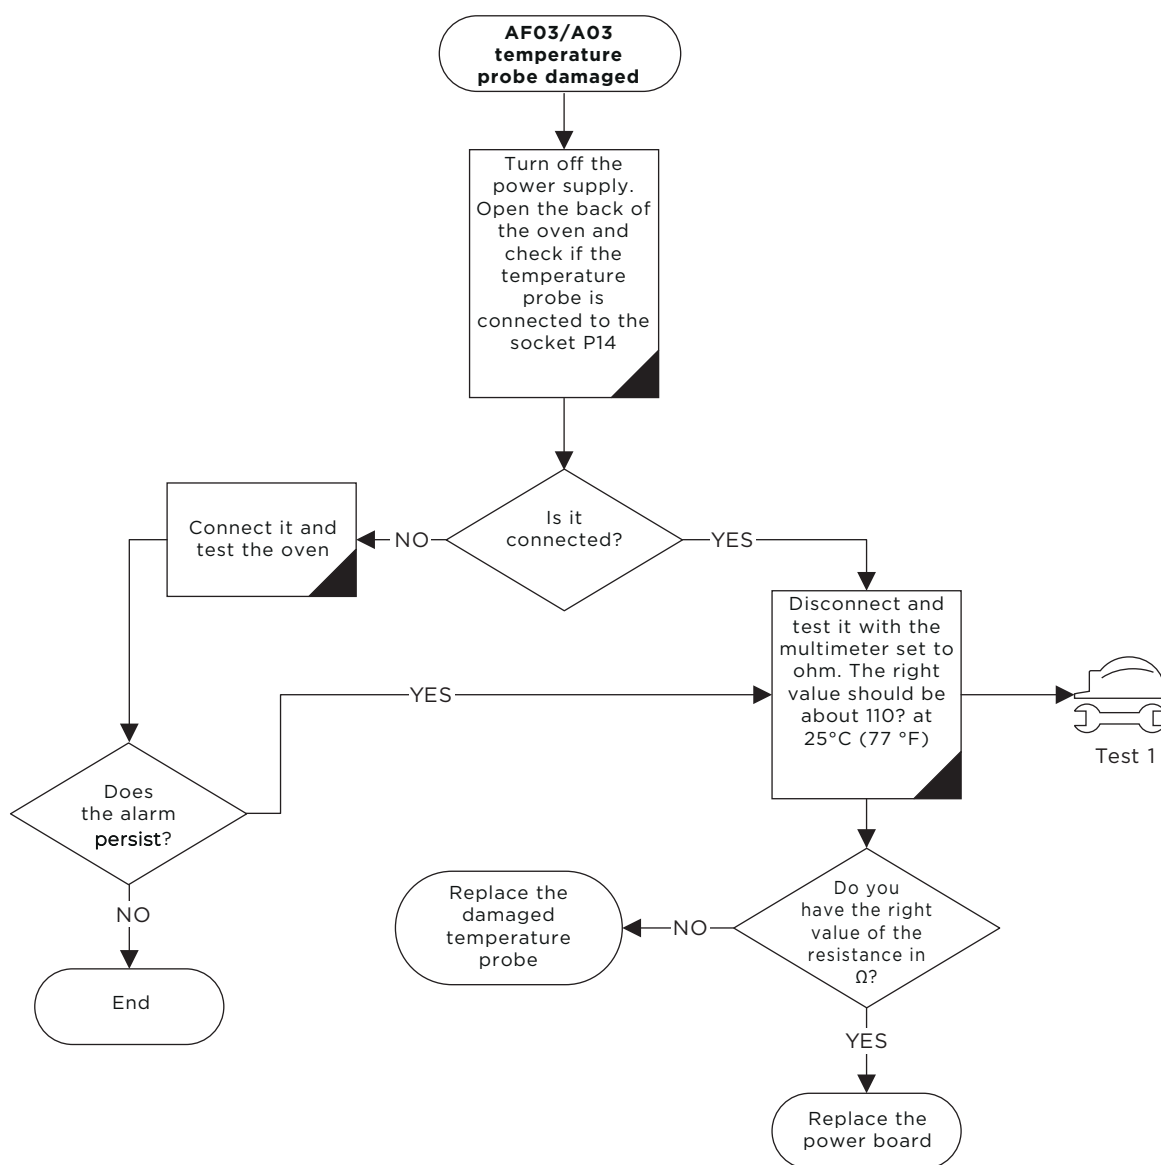 AF03/A03
temperature
probe damaged
Turn off the
power supply.
Open the back of
the oven and
check if the
temperature
probe is
connected to the
socket P14
Is it
connected?
NO
YES
Connect it and
test the oven
Disconnect and
test it with the
multimeter set to
ohm. The right
value should be
about 110? at
25°C (77 °F)
Test 1
YES
Does
the alarm
persist?
NO
End
Do you
have the right
value of the
resistance in
Ω?
NO
Replace the
damaged
temperature
probe
YES
Replace the
power board